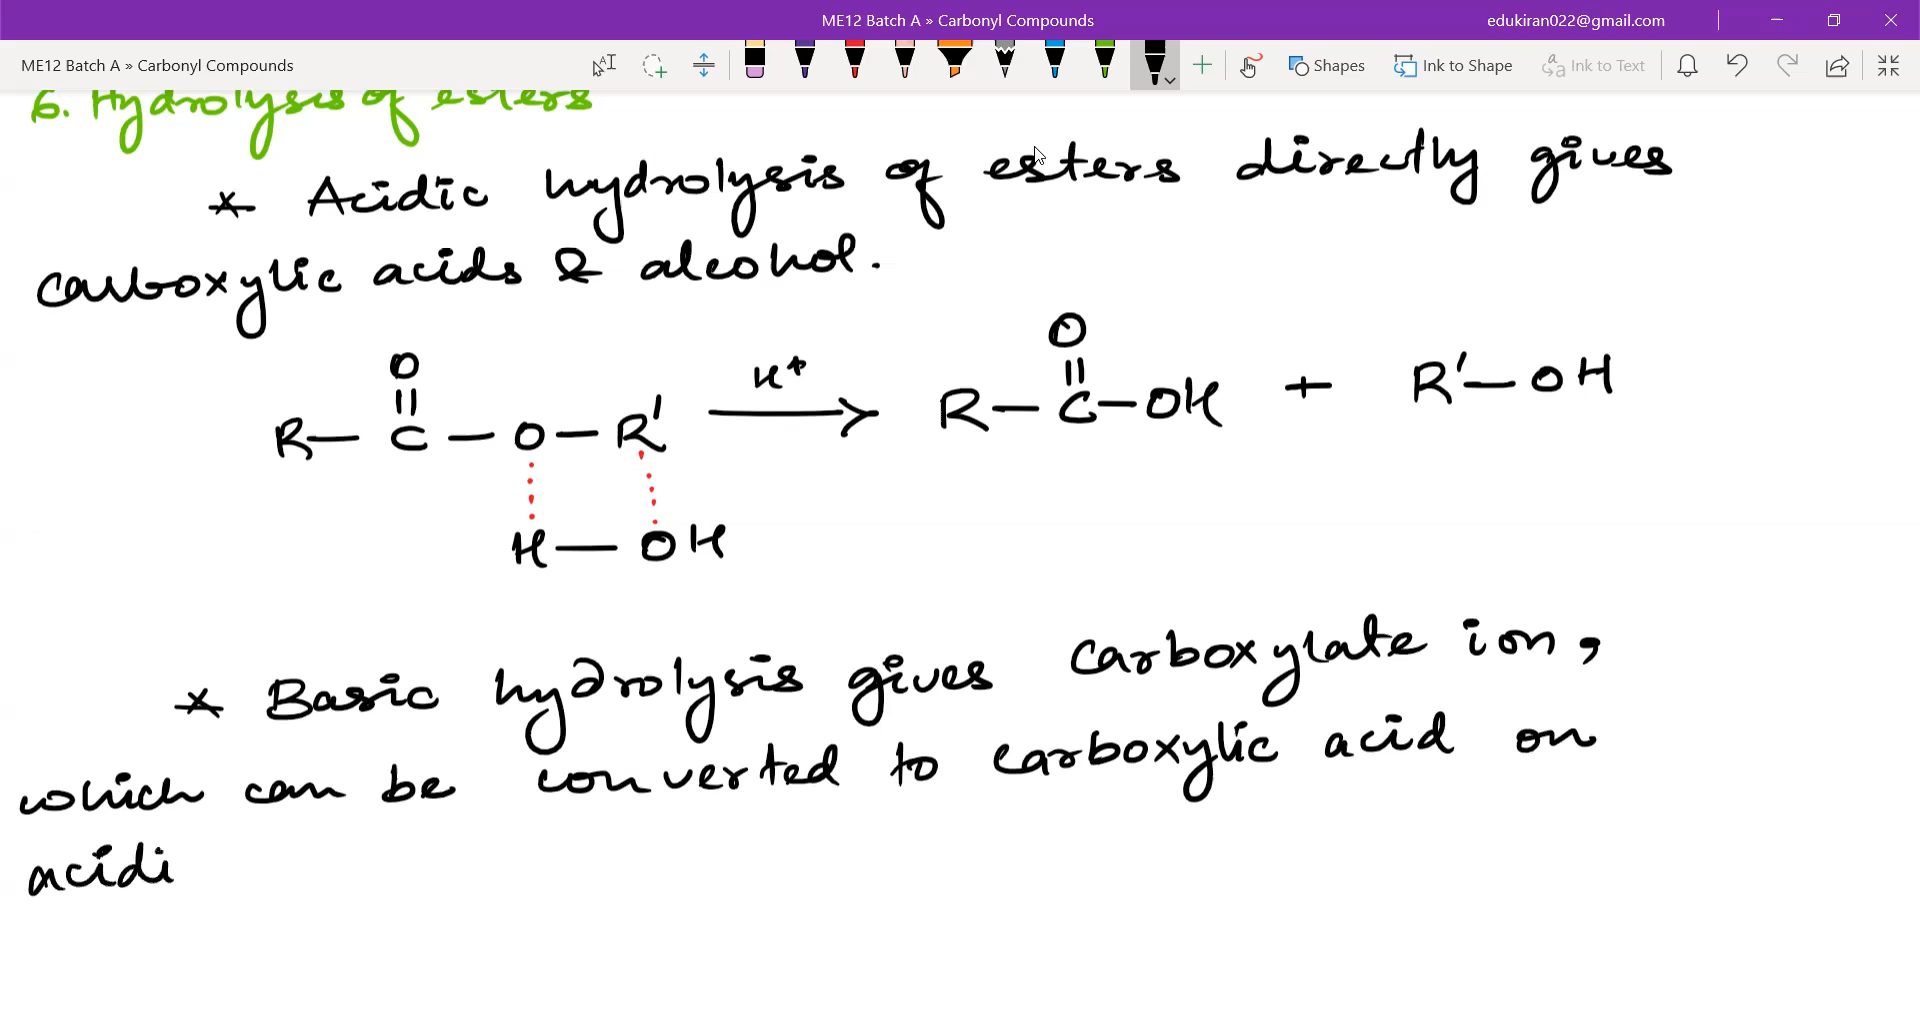 ME12 Batch A » Carbonyl Compounds
edukiran022@gmail.com
ME12 Batch A » Carbonyl Compounds
Shapes
Ink to Shape
Ink to Text
6. Hydrolysis of esters
* Acidic hydrolysis of esters directly gives
carboxylic acids & alcohol.
O O
R — C — O — R' H+ R — C — OH + R' — OH
H — OH
* Basic hydrolysis gives carboxylate ion,
which can be converted to carboxylic acid on
acidi